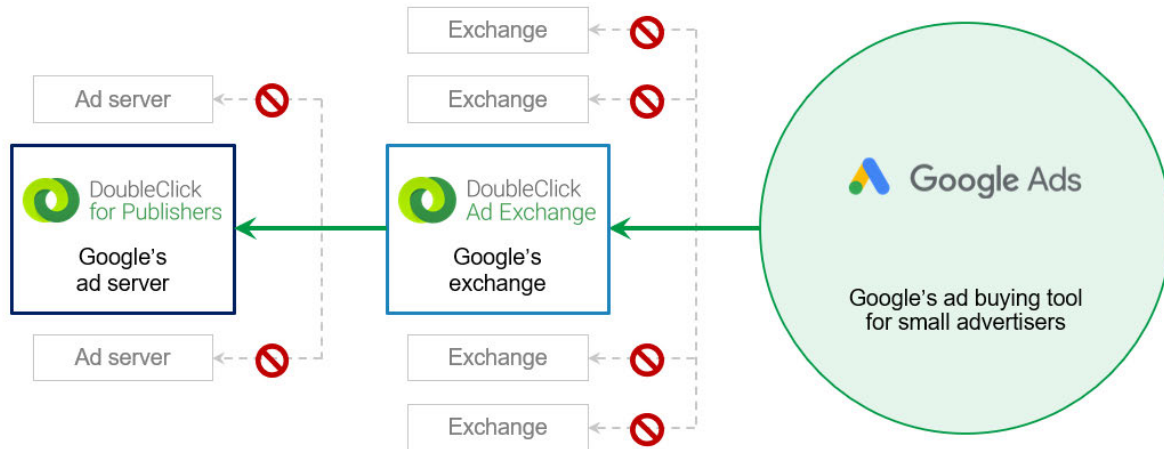 Exchange
Ad server
Exchange
DoubleClick
for Publishers
Google's
ad server
DoubleClick
Ad Exchange
Google's
exchange
Google Ads
Google's ad buying tool
for small advertisers
Ad server
Exchange
Exchange